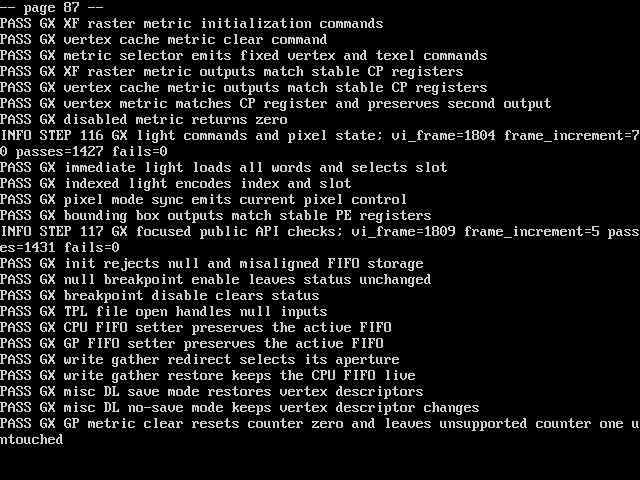 -- page 87 --
PASS GX XF raster metric initialization commands
PASS GX vertex cache metric clear command
PASS GX metric selector emits fixed vertex and texel commands
PASS GX XF raster metric outputs match stable CP registers
PASS GX vertex cache metric outputs match stable CP registers
PASS GX vertex metric matches CP register and preserves second output
PASS GX disabled metric returns zero
INFO STEP 116 GX light commands and pixel state; vi_frame=1804 frame_increment=7
0 passes=1427 fails=0
PASS GX immediate light loads all words and selects slot
PASS GX indexed light encodes index and slot
PASS GX pixel mode sync emits current pixel control
PASS GX bounding box outputs match stable PE registers
INFO STEP 117 GX focused public API checks; vi_frame=1809 frame_increment=5 pass
es=1431 fails=0
PASS GX init rejects null and misaligned FIFO storage
PASS GX null breakpoint enable leaves status unchanged
PASS GX breakpoint disable clears status
PASS GX TPL file open handles null inputs
PASS GX CPU FIFO setter preserves the active FIFO
PASS GX GP FIFO setter preserves the active FIFO
PASS GX write gather redirect selects its aperture
PASS GX write gather restore keeps the CPU FIFO live
PASS GX misc DL save mode restores vertex descriptors
PASS GX misc DL no-save mode keeps vertex descriptor changes
PASS GX GP metric clear resets counter zero and leaves unsupported counter one u
ntouched